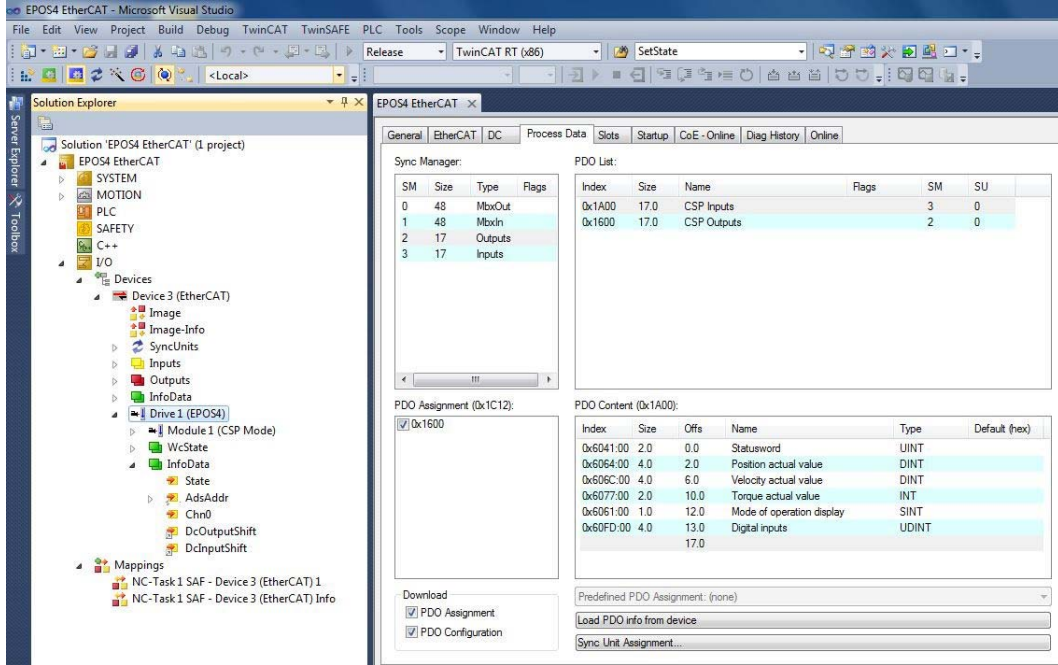 EPOS4 EtherCAT - Microsoft Visual Studio
File Edit View Project Build Debug TwinCAT TwinSAFE PLC Tools Scope Window Help
Release TwinCAT RT (x86) SetState
<Local>
Server Explorer
Toolbox
Solution Explorer
Solution 'EPOS4 EtherCAT' (1 project)
EPOS4 EtherCAT
SYSTEM
MOTION
PLC
SAFETY
C++
I/O
Devices
Device 3 (EtherCAT)
Image
Image-Info
SyncUnits
Inputs
Outputs
InfoData
Drive 1 (EPOS4)
Module 1 (CSP Mode)
WcState
InfoData
State
AdsAddr
Chn0
DcOutputShift
DcInputShift
Mappings
NC-Task 1 SAF - Device 3 (EtherCAT) 1
NC-Task 1 SAF - Device 3 (EtherCAT) Info
EPOS4 EtherCAT
General EtherCAT DC Process Data Slots Startup CoE - Online Diag History Online
Sync Manager:
SM Size Type Flags
0 48 MbxOut
1 48 MbxIn
2 17 Outputs
3 17 Inputs
PDO List:
Index Size Name Flags SM SU
0x1A00 17.0 CSP Inputs 3 0
0x1600 17.0 CSP Outputs 2 0
PDO Assignment (0x1C12):
0x1600
PDO Content (0x1A00):
Index Size Offs Name Type Default (hex)
0x6041:00 2.0 0.0 Statusword UINT
0x6064:00 4.0 2.0 Position actual value DINT
0x606C:00 4.0 6.0 Velocity actual value DINT
0x6077:00 2.0 10.0 Torque actual value INT
0x6061:00 1.0 12.0 Mode of operation display SINT
0x60FD:00 4.0 13.0 Digital inputs UDINT
17.0
Download
PDO Assignment
PDO Configuration
Predefined PDO Assignment: (none)
Load PDO info from device
Sync Unit Assignment...